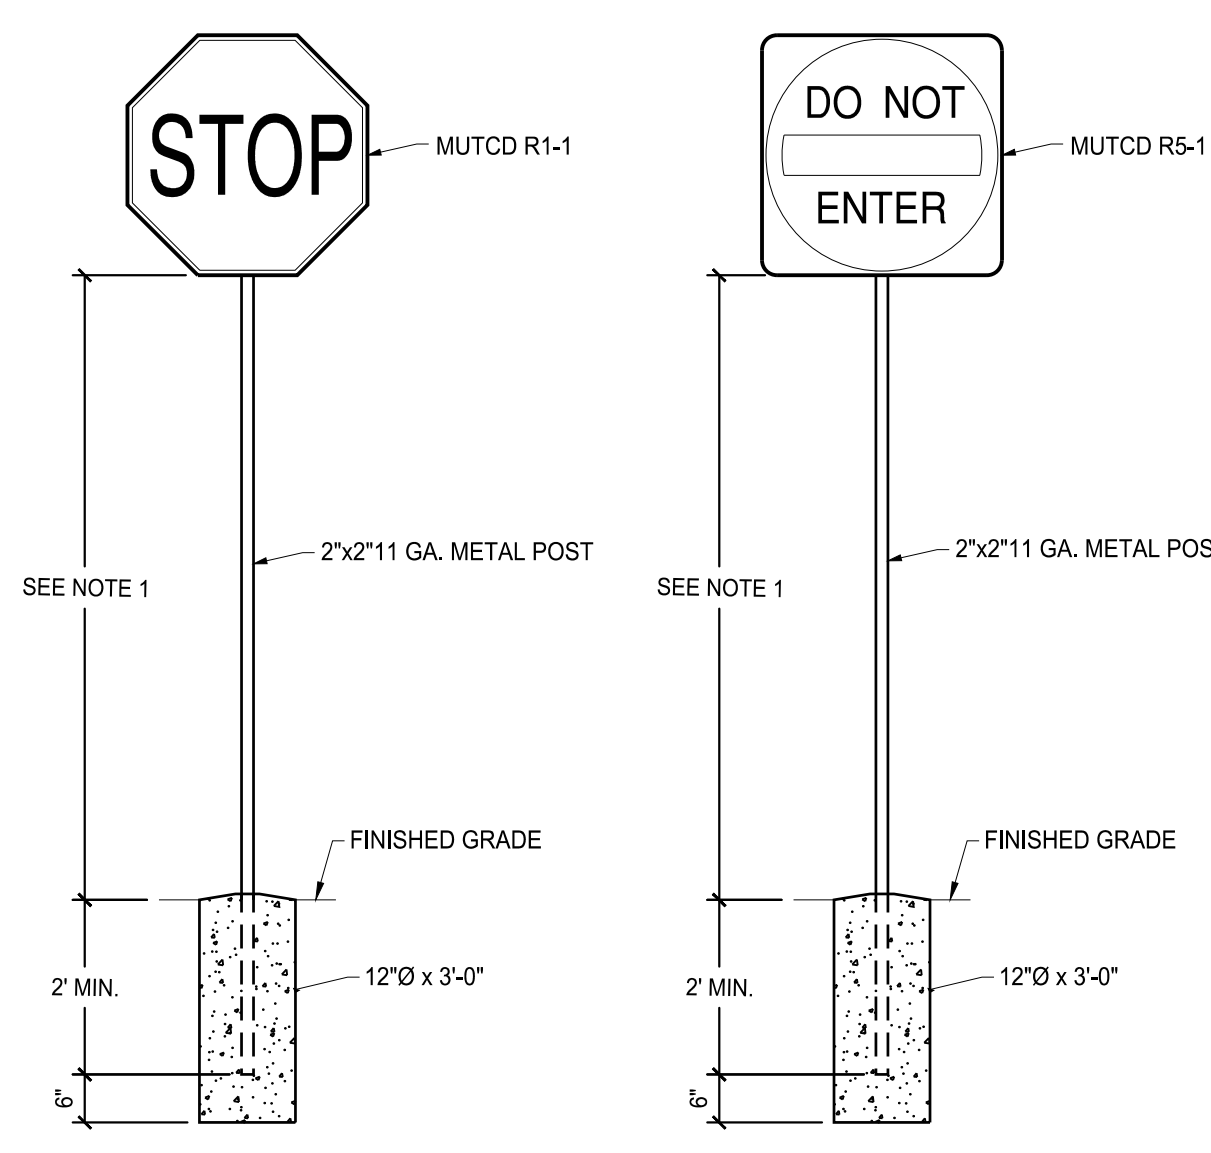 STOP
MUTCD R1-1
2"x2"11 GA. METAL POST
SEE NOTE 1
FINISHED GRADE
2' MIN.
12"Ø x 3'-0"
6"
DO NOT
ENTER
MUTCD R5-1
2"x2"11 GA. METAL POS
SEE NOTE 1
FINISHED GRADE
2' MIN.
12"Ø x 3'-0"
6"